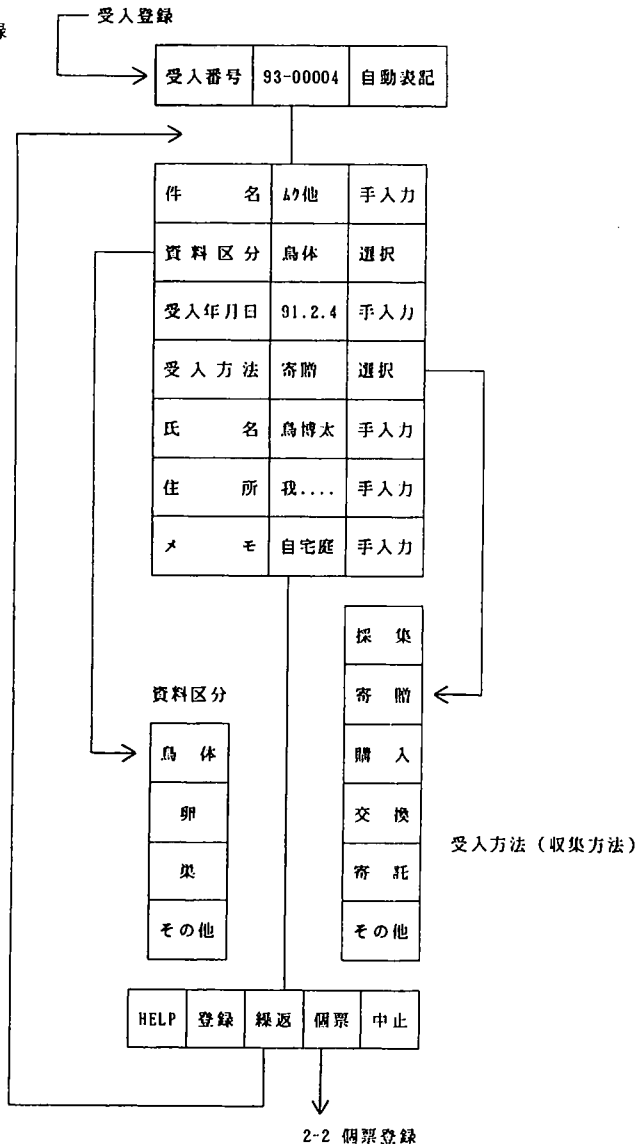 録
受入登録
受入番号 93-00004 自動表記
件名 ﾑｸ他 手入力
資料区分 鳥体 選択
受入年月日 91.2.4 手入力
受入方法 寄贈 選択
氏名 鳥博太 手入力
住所 我.... 手入力
メモ 自宅庭 手入力
採集
資料区分
寄贈
鳥体
購入
卵
交換
受入方法（収集方法）
巣
寄託
その他
その他
HELP 登録 繰返 個票 中止
2-2 個票登録